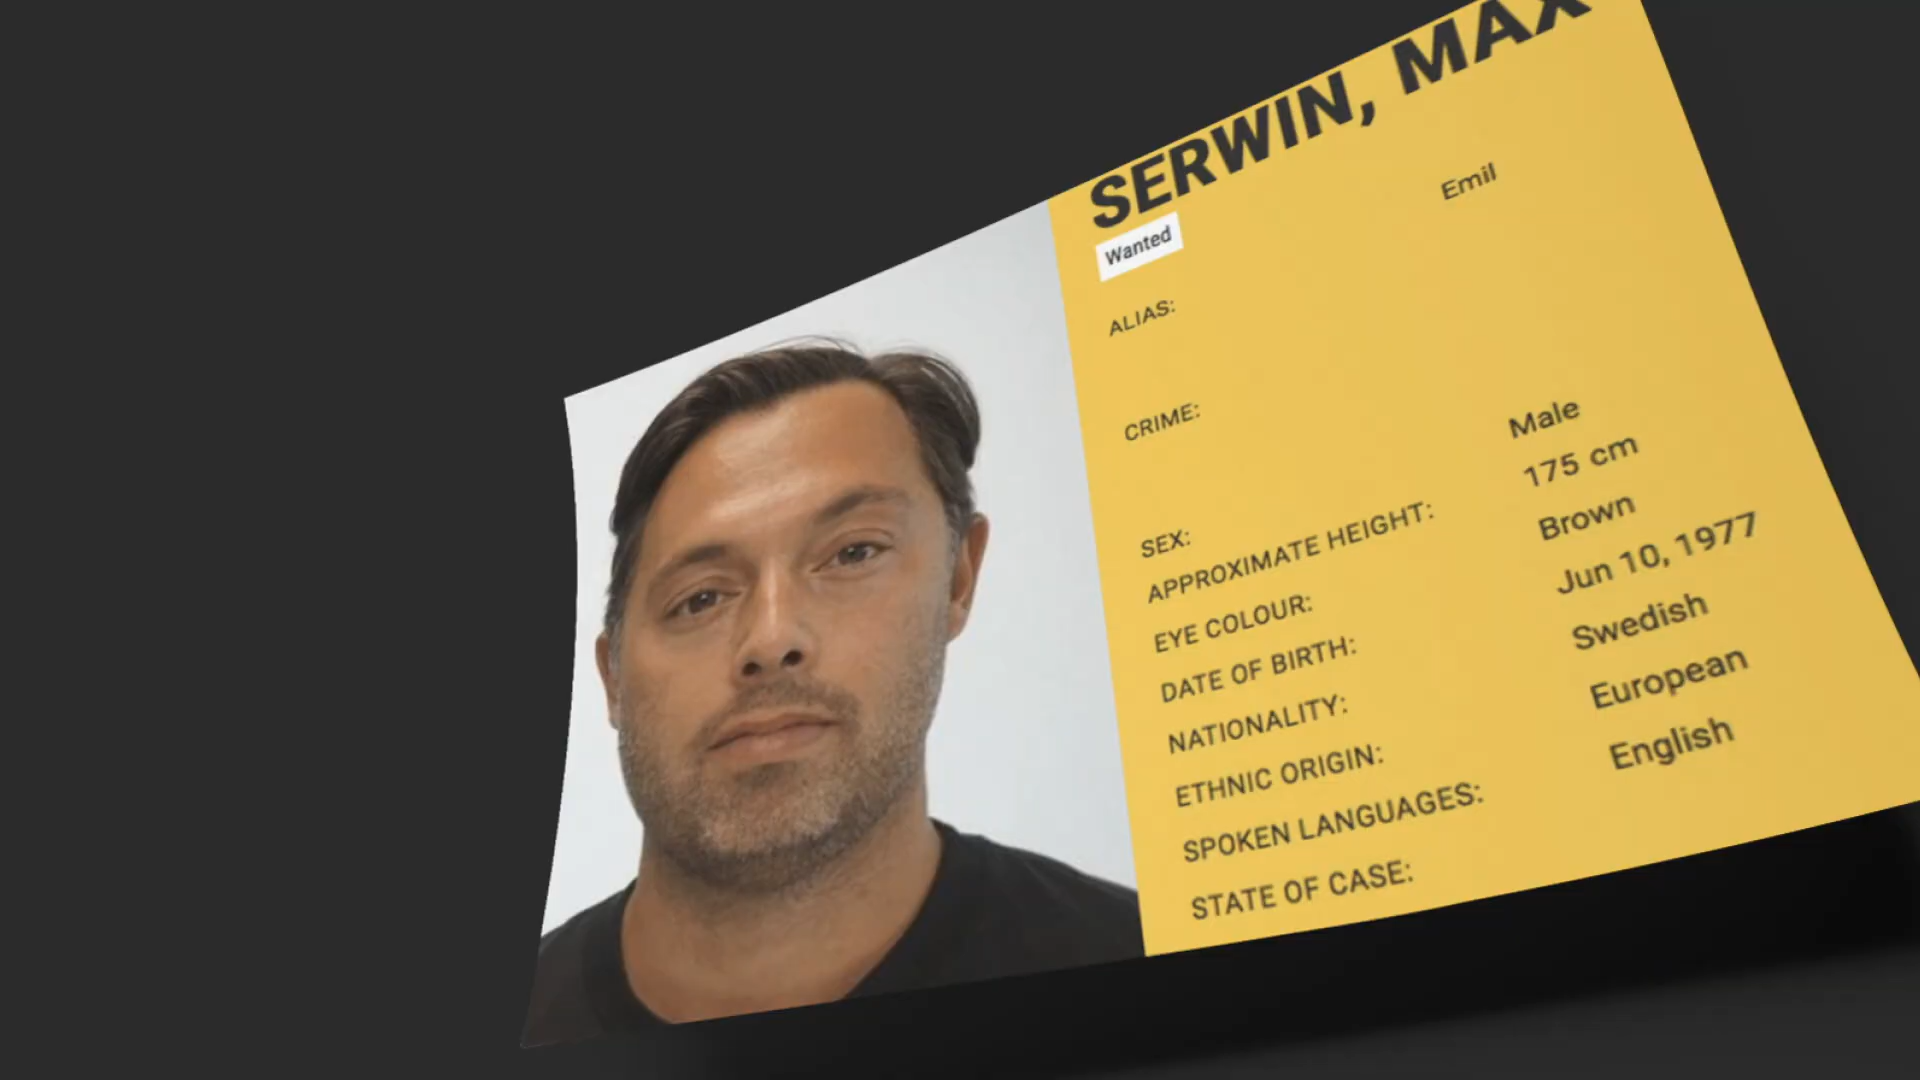 SERWIN, MAX
Wanted
ALIAS: Emil
CRIME:
SEX: Male
APPROXIMATE HEIGHT: 175 cm
EYE COLOUR: Brown
DATE OF BIRTH: Jun 10, 1977
NATIONALITY: Swedish
ETHNIC ORIGIN: European
SPOKEN LANGUAGES: English
STATE OF CASE: